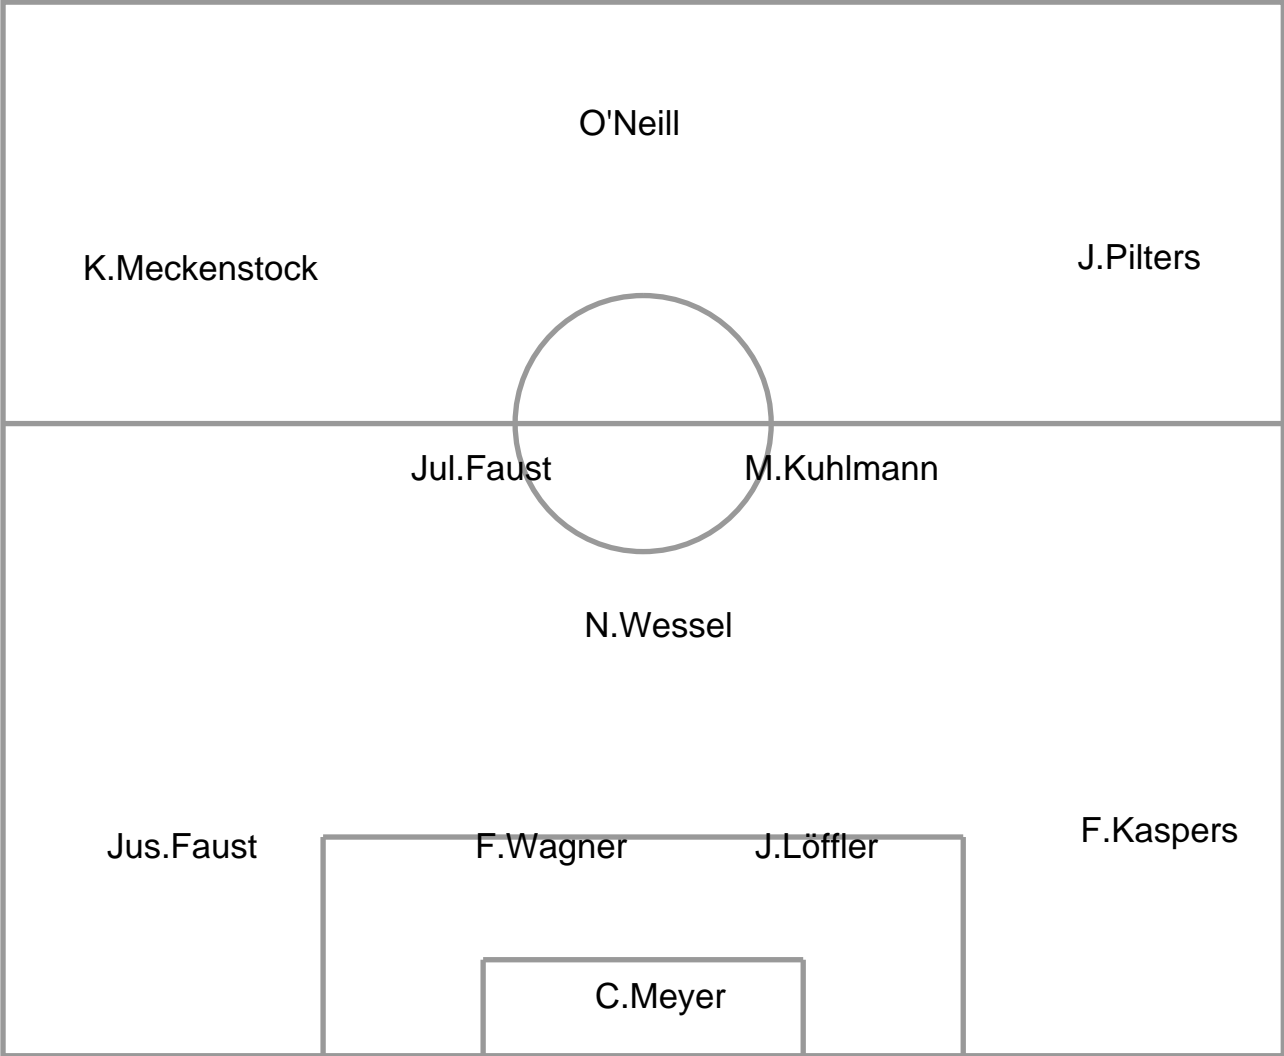 O'Neill
K.Meckenstock
J.Pilters
Jul.Faust
M.Kuhlmann
N.Wessel
Jus.Faust
F.Wagner
J.Löffler
F.Kaspers
C.Meyer